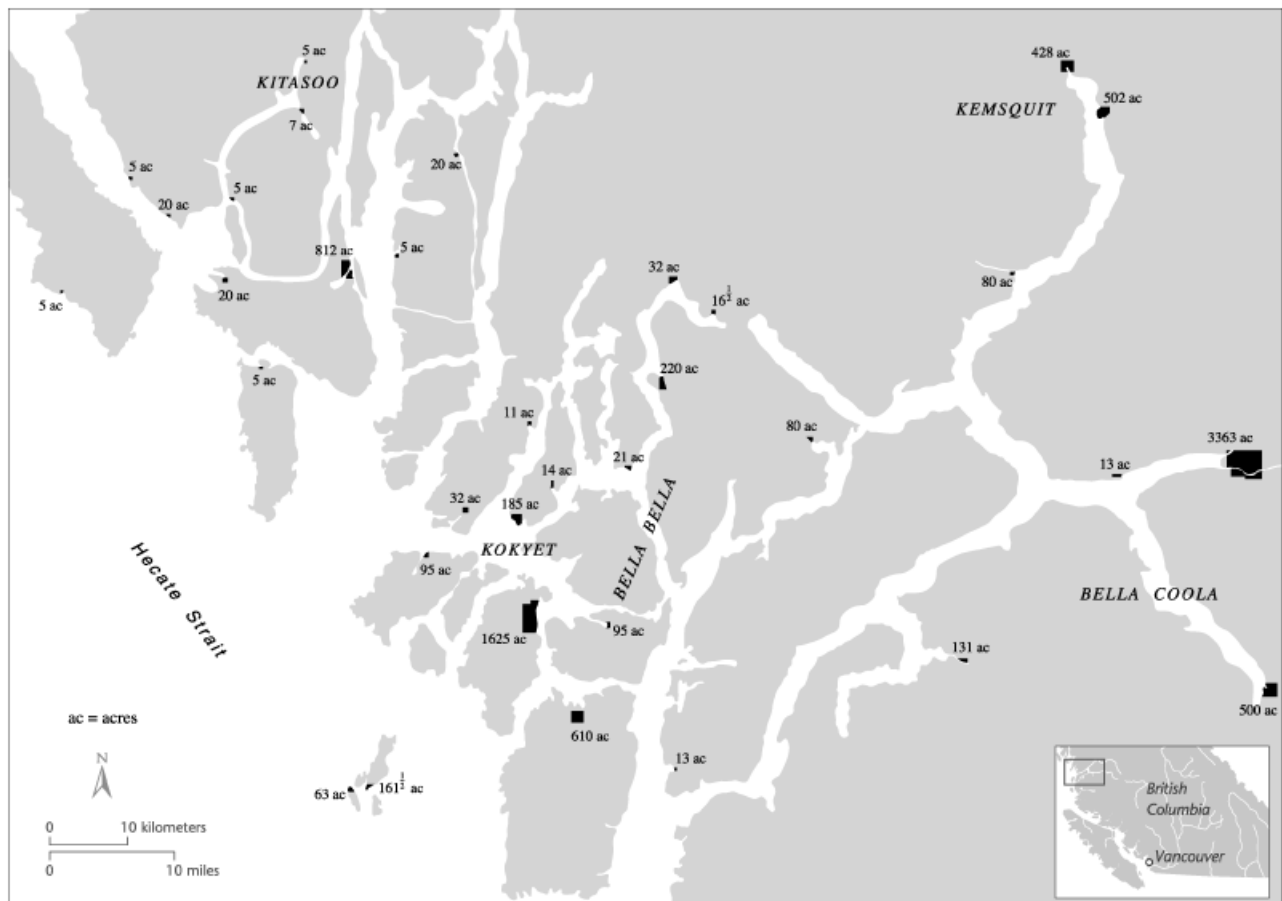 5 ac
KITASOO
7 ac
428 ac
502 ac
KEMSQUIT
5 ac
20 ac
5 ac
20 ac
812 ac
5 ac
5 ac
20 ac
32 ac
16 1/2 ac
80 ac
5 ac
220 ac
11 ac
80 ac
3363 ac
21 ac
14 ac
13 ac
32 ac
185 ac
KOKYET
BELLA BELLA
95 ac
Hecate Strait
BELLA COOLA
1625 ac
95 ac
131 ac
500 ac
610 ac
ac = acres
N
13 ac
63 ac
161 1/2 ac
0 10 kilometers
0 10 miles
British
Columbia
Vancouver